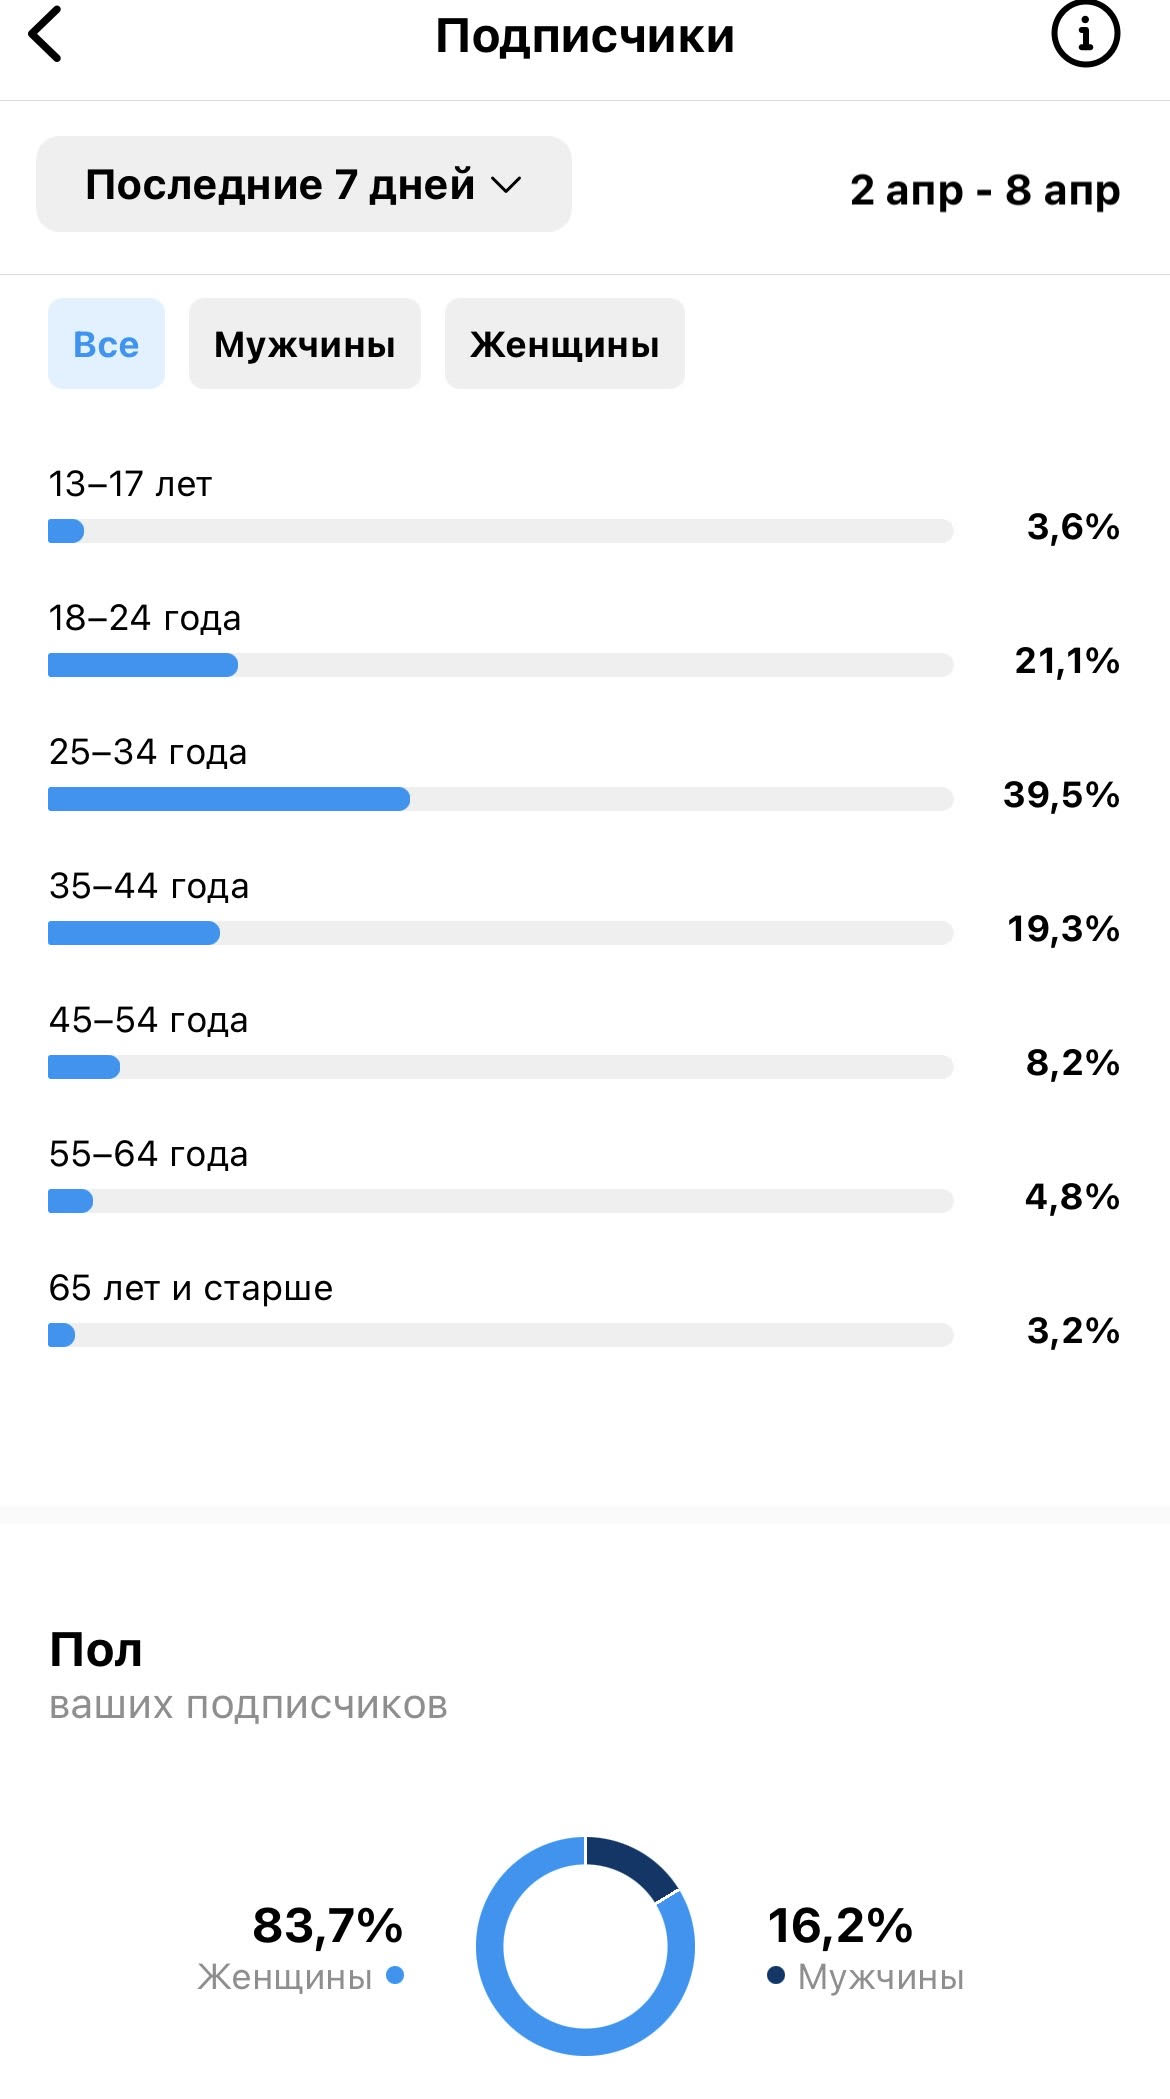 Подписчики
Последние 7 дней
2 апр - 8 апр
Все
Мужчины
Женщины
13–17 лет
3,6%
18–24 года
21,1%
25–34 года
39,5%
35–44 года
19,3%
45–54 года
8,2%
55–64 года
4,8%
65 лет и старше
3,2%
Пол
ваших подписчиков
83,7%
Женщины
16,2%
Мужчины